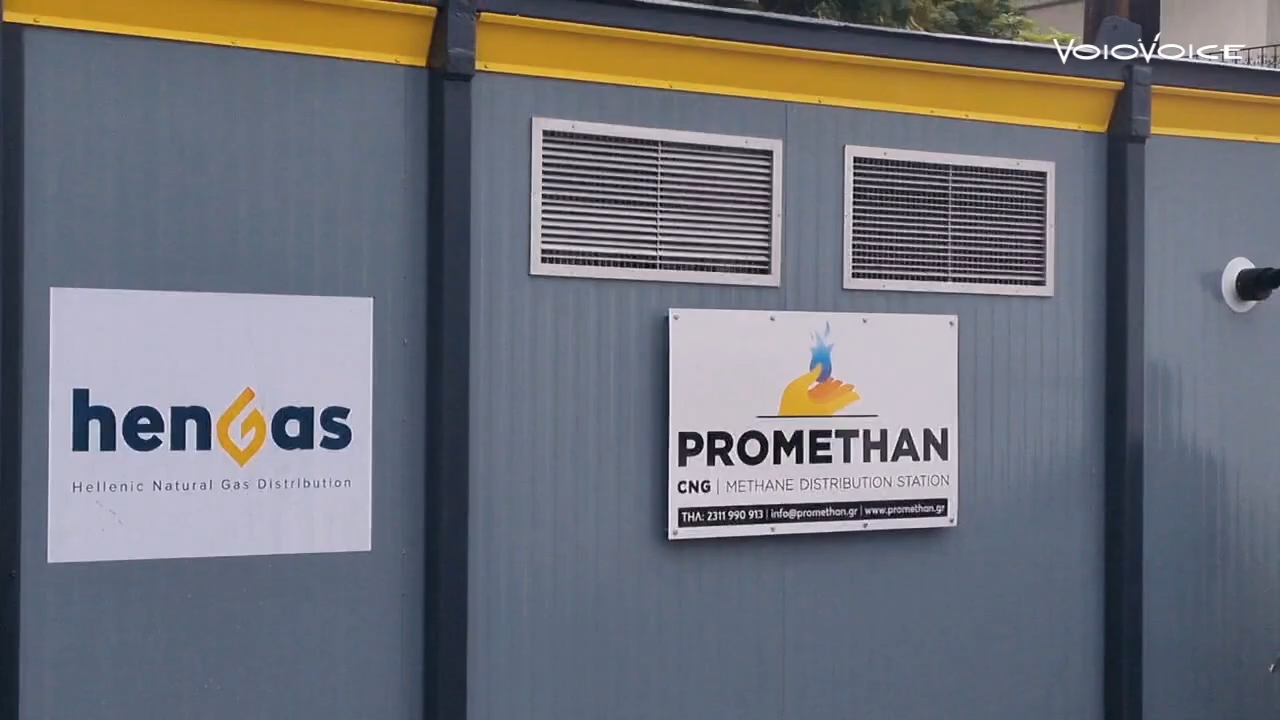 VOIOVOICE
henGas
Hellenic Natural Gas Distribution
PROMETHAN
CNG | METHANE DISTRIBUTION STATION
ΤΗΛ: 2311 990 913 | info@promethan.gr | www.promethan.gr